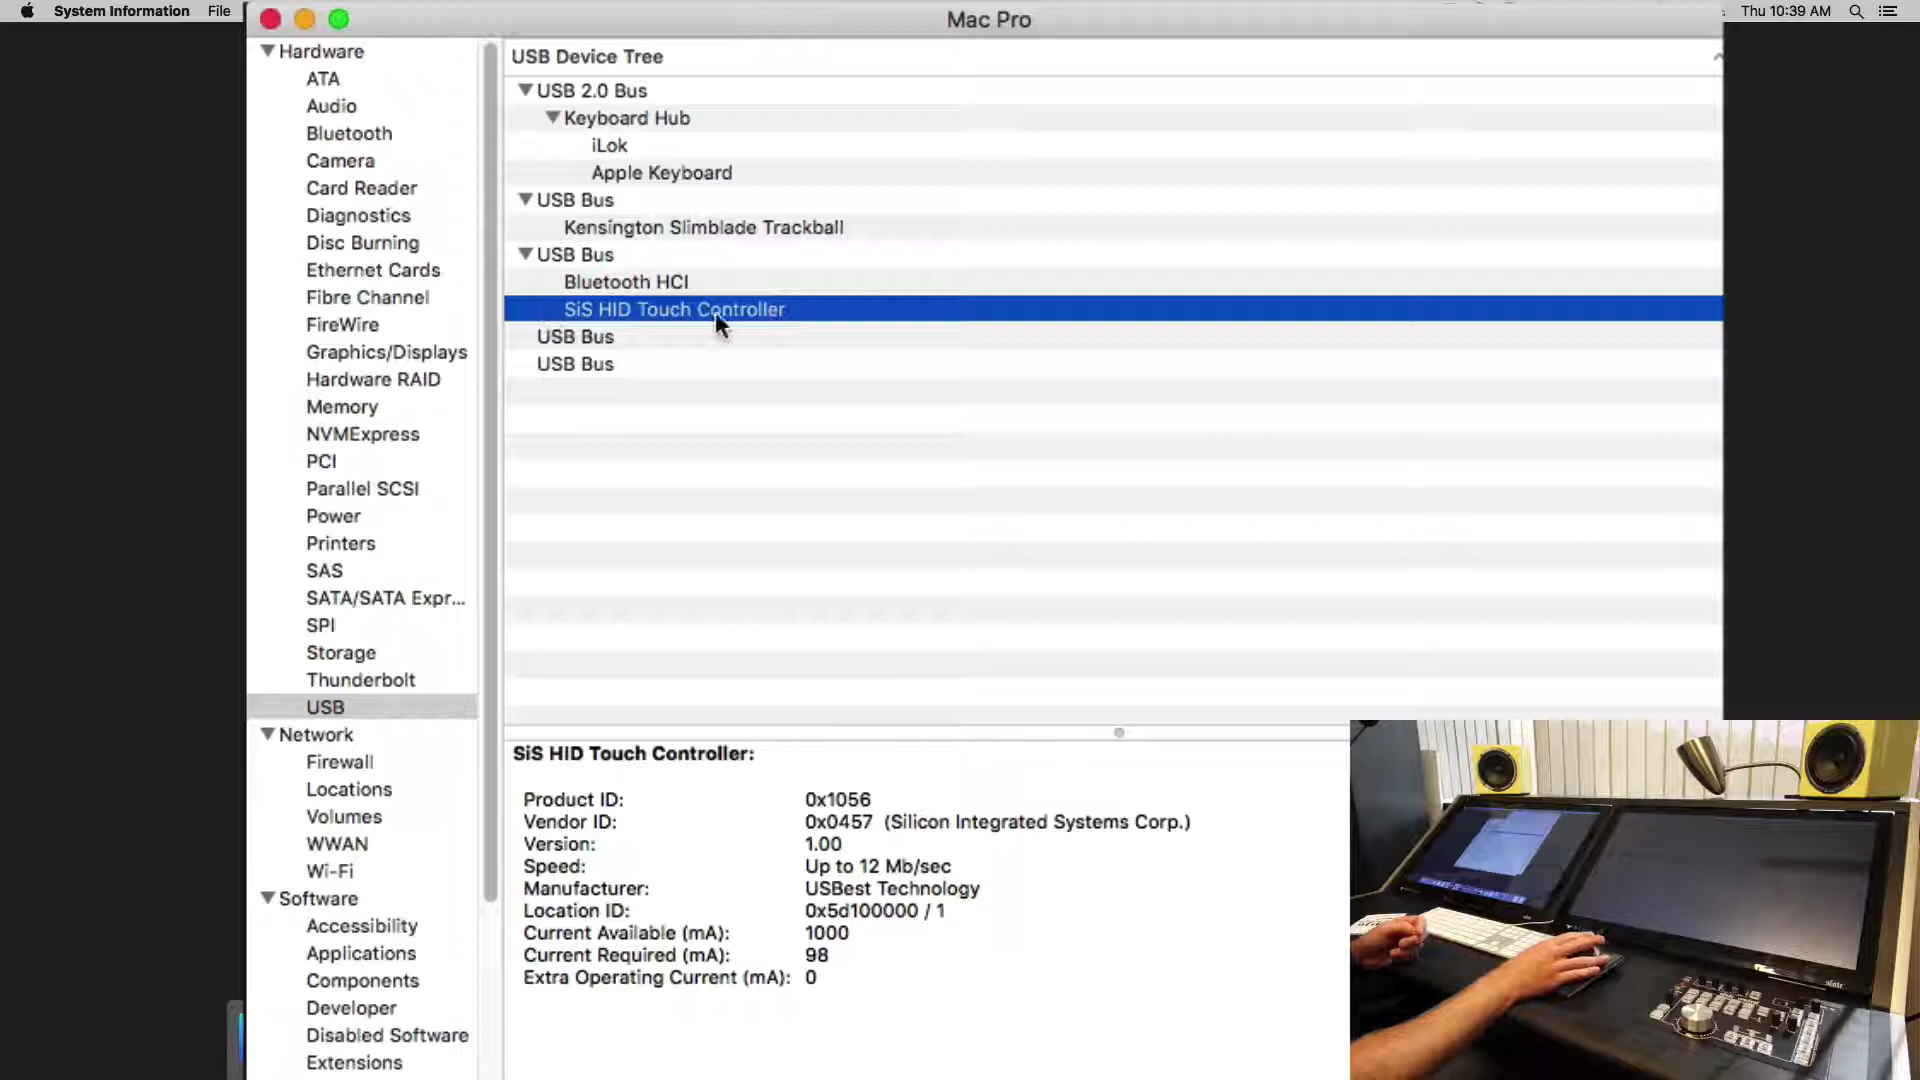 System Information File
Mac Pro
Thu 10:39 AM
Hardware
ATA
Audio
Bluetooth
Camera
Card Reader
Diagnostics
Disc Burning
Ethernet Cards
Fibre Channel
FireWire
Graphics/Displays
Hardware RAID
Memory
NVMExpress
PCI
Parallel SCSI
Power
Printers
SAS
SATA/SATA Expr...
SPI
Storage
Thunderbolt
USB
Network
Firewall
Locations
Volumes
WWAN
Wi-Fi
Software
Accessibility
Applications
Components
Developer
Disabled Software
Extensions
USB Device Tree
USB 2.0 Bus
Keyboard Hub
iLok
Apple Keyboard
USB Bus
Kensington Slimblade Trackball
USB Bus
Bluetooth HCI
SiS HID Touch Controller
USB Bus
USB Bus
SiS HID Touch Controller:
Product ID: 0x1056
Vendor ID: 0x0457 (Silicon Integrated Systems Corp.)
Version: 1.00
Speed: Up to 12 Mb/sec
Manufacturer: USBest Technology
Location ID: 0x5d100000 / 1
Current Available (mA): 1000
Current Required (mA): 98
Extra Operating Current (mA): 0